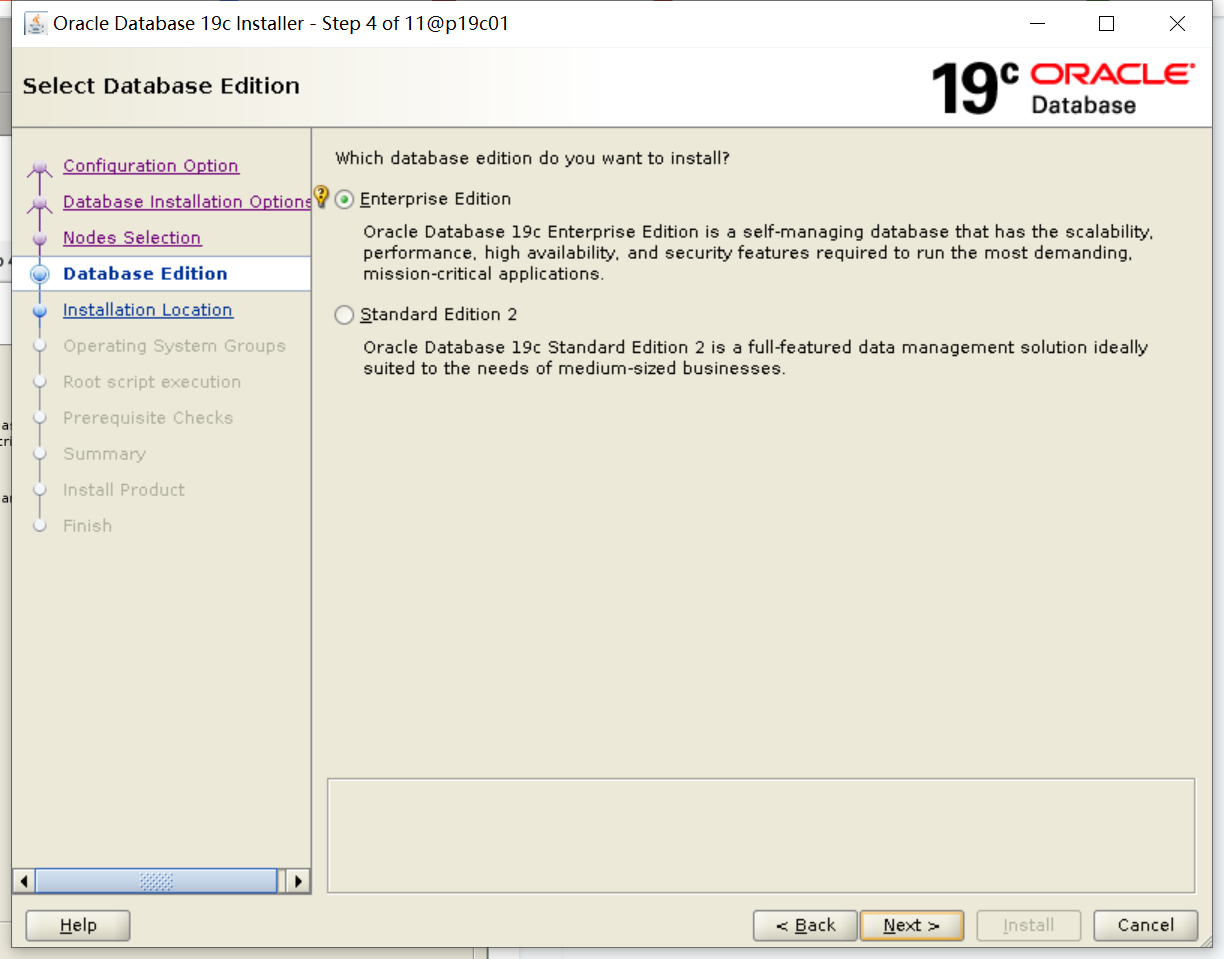 Oracle Database 19c Installer - Step 4 of 11@p19c01
Select Database Edition
19c ORACLE
Database
Configuration Option
Database Installation Options
Nodes Selection
Database Edition
Installation Location
Operating System Groups
Root script execution
Prerequisite Checks
Summary
Install Product
Finish
Which database edition do you want to install?
Enterprise Edition
Oracle Database 19c Enterprise Edition is a self-managing database that has the scalability,
performance, high availability, and security features required to run the most demanding,
mission-critical applications.
Standard Edition 2
Oracle Database 19c Standard Edition 2 is a full-featured data management solution ideally
suited to the needs of medium-sized businesses.
Help
< Back
Next >
Install
Cancel